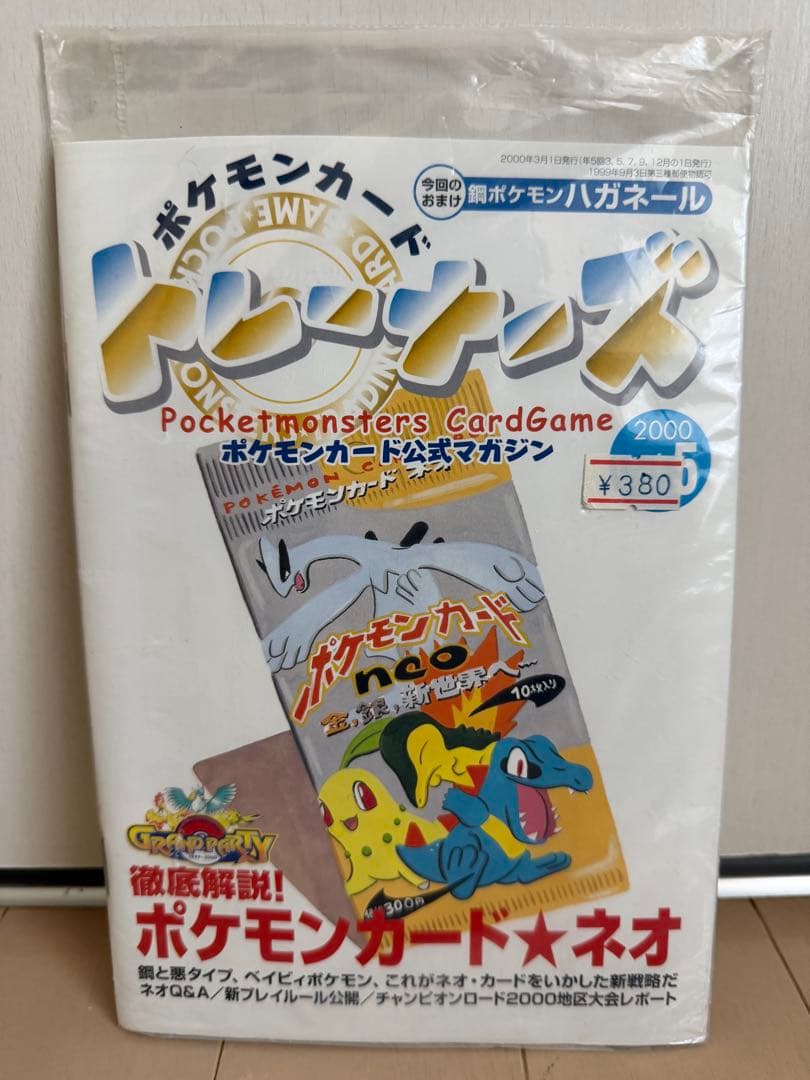 2000年3月1日発行(年5回3、5、7、9、12月の1日発行)
1999年9月3日第三種郵便物認可
今回の
おまけ
鋼ポケモンハガネール
ポケモンカード
トレーナーズ
Pocketmonsters CardGame
ポケモンカード公式マガジン
2000
5
¥380
ポケモンカード ネオ
ポケモンカード
neo
金、銀、新世界へ…
10枚入り
300円
GRAND PARTY
徹底解説!
ポケモンカード★ネオ
鋼と悪タイプ、ベイビィポケモン、これがネオ・カードをいかした新戦略だ
ネオQ&A/新プレイルール公開/チャンピオンロード2000地区大会レポート